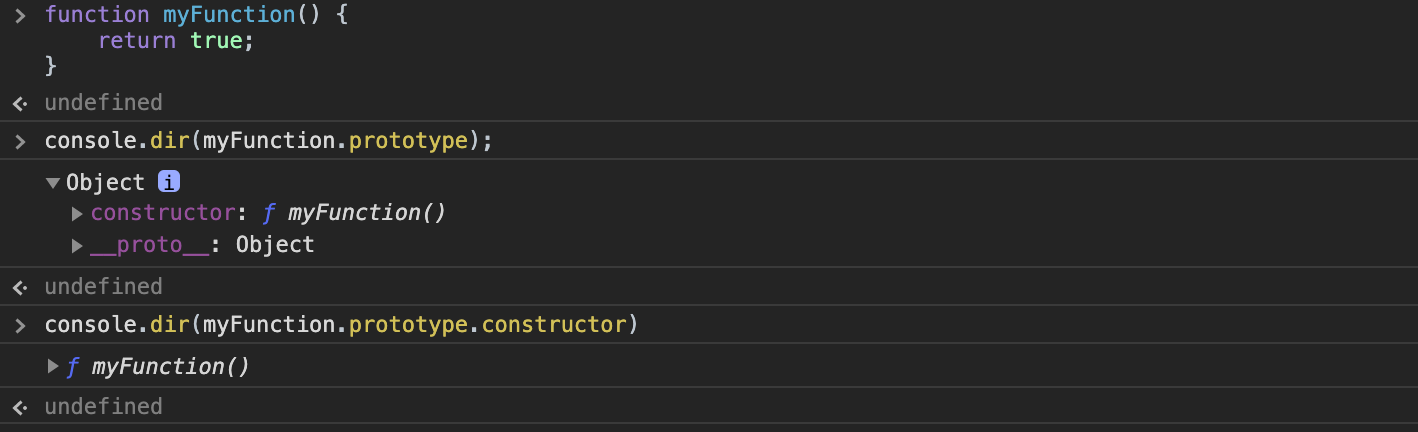 function myFunction() {
    return true;
}
undefined
console.dir(myFunction.prototype);
Object i
constructor: ƒ myFunction()
__proto__: Object
undefined
console.dir(myFunction.prototype.constructor)
ƒ myFunction()
undefined